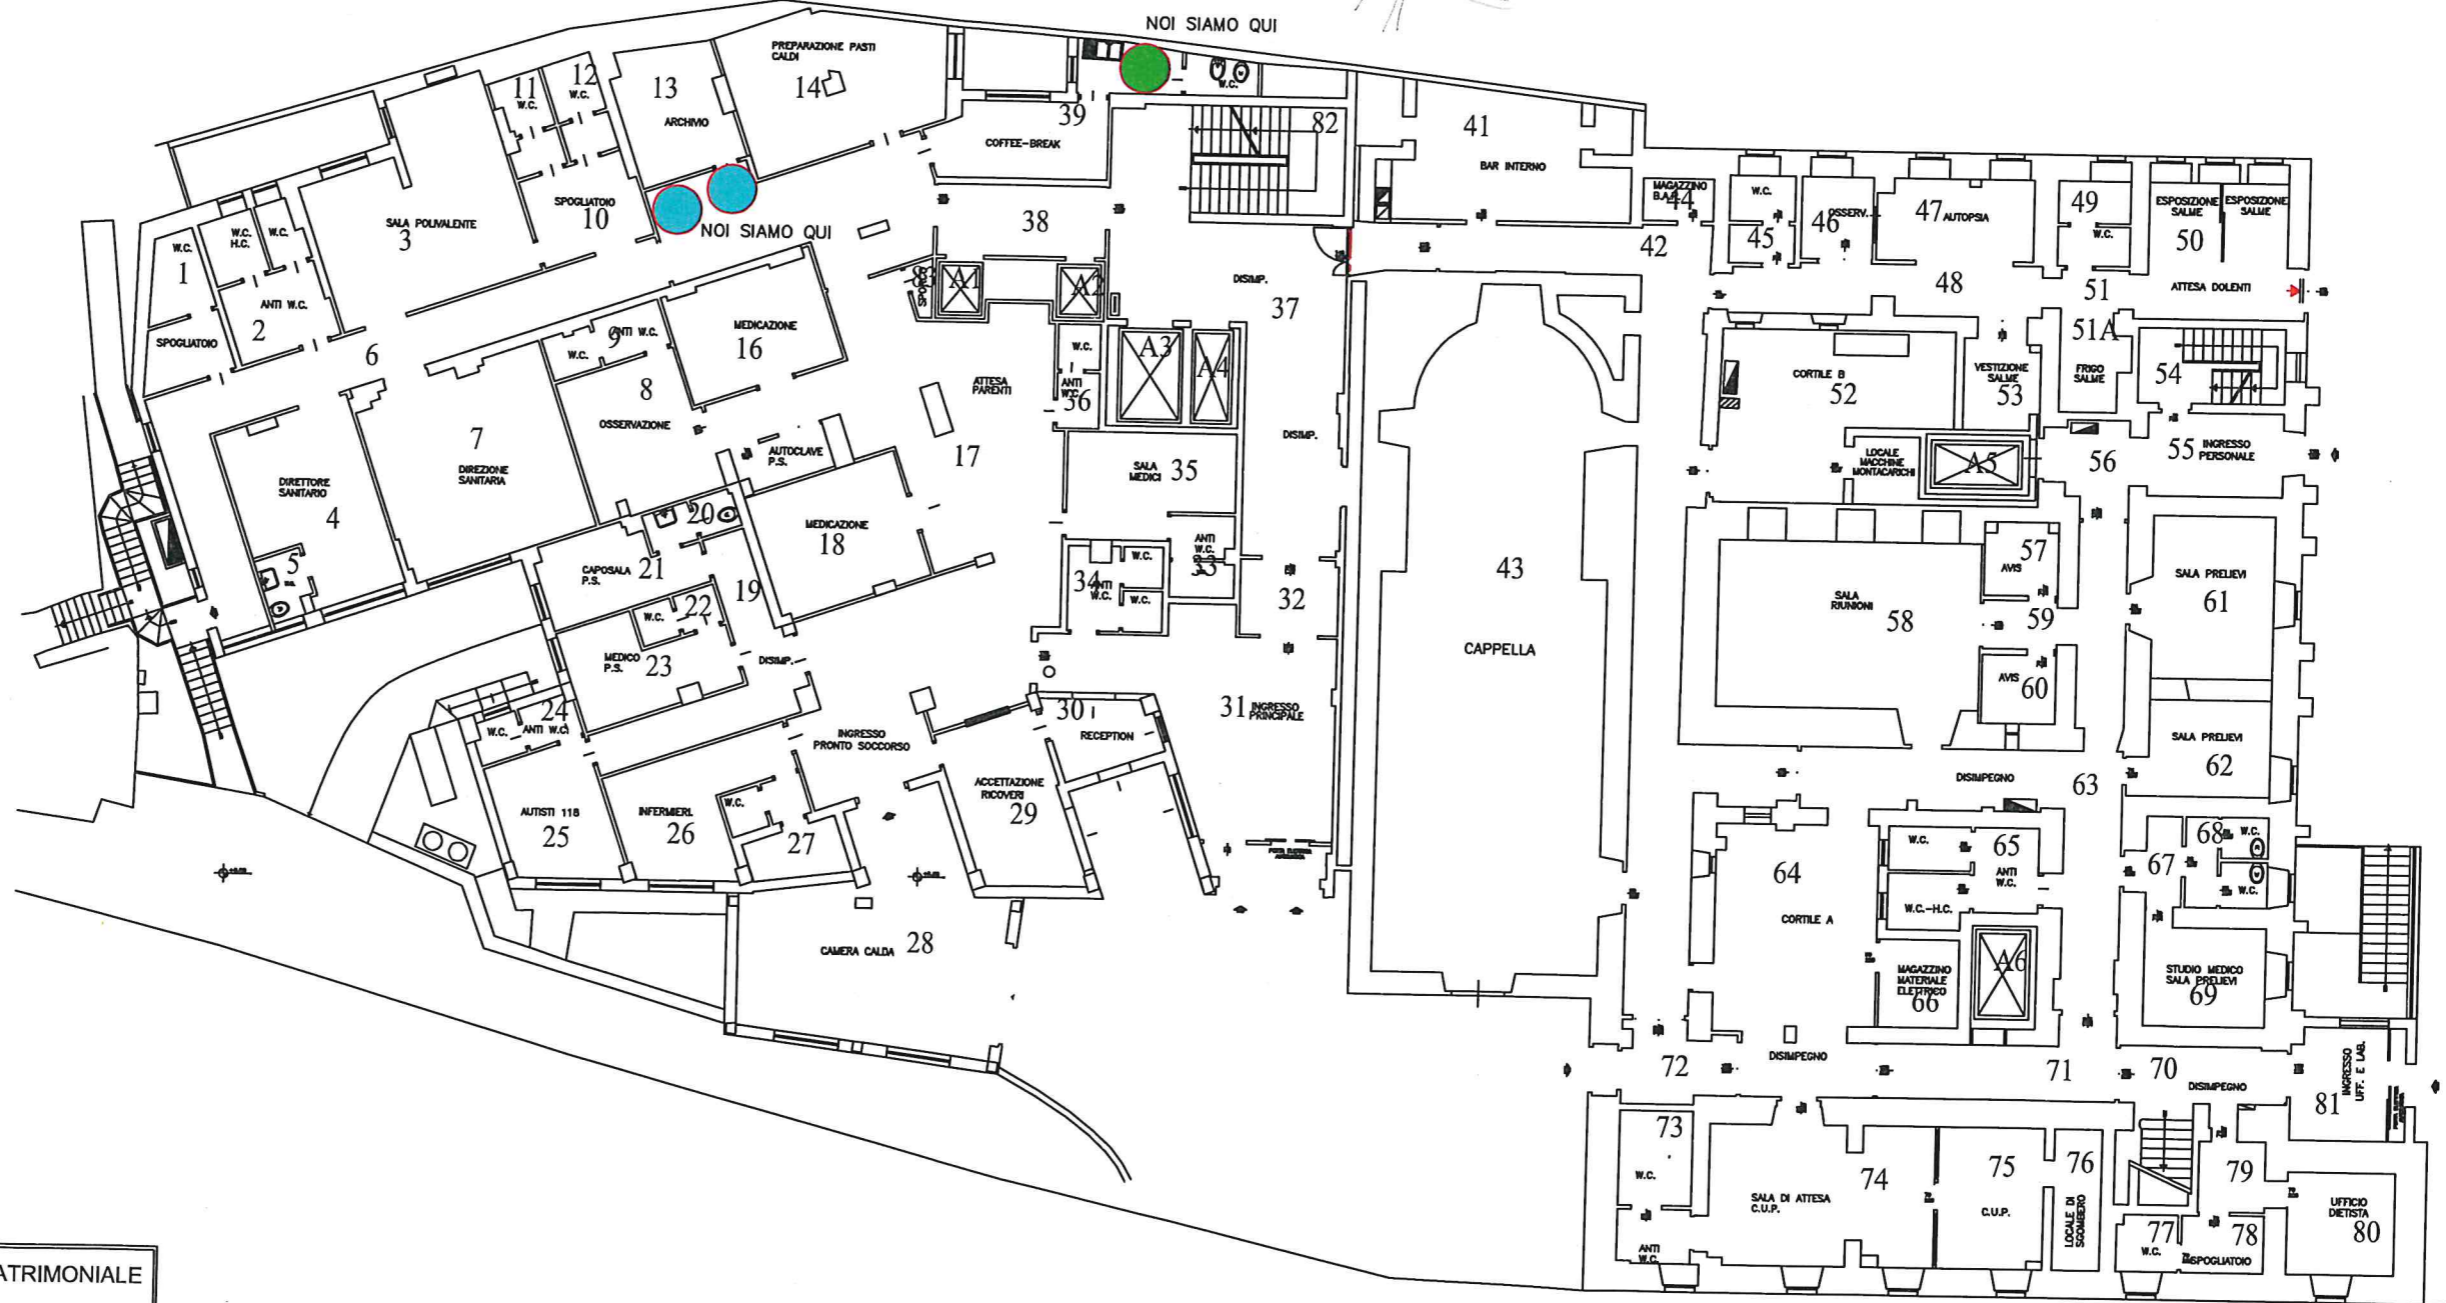 NOI SIAMO QUI
PREPARAZIONE PASTI
CALDI
14
13
ARCHIVIO
12
W.C.
11
W.C.
SPOGLIATOIO
10
NOI SIAMO QUI
SALA POLIVALENTE
3
W.C.
1
W.C.
H.C.
W.C.
ANTI W.C.
2
SPOGLIATOIO
6
39
COFFEE-BREAK
W.C.
82
38
41
BAR INTERNO
MAGAZZINO
B.A.R.
44
42
W.C.
45
OSSERV.
46
47
AUTOPSIA
48
49
W.C.
ESPOSIZIONE
SALME
ESPOSIZIONE
SALME
50
51
ATTESA DOLENTI
51A
FRIGO
SALME
54
VESTIZIONE
SALME
53
CORTILE B
52
LOCALE
MACCHINE
MONTACARICHI
A5
56
55
INGRESSO
PERSONALE
83
A1
A2
DISIMP.
37
A3
A4
W.C.
ANTI
W.C.
36
ATTESA
PARENTI
17
DISIMP.
MEDICAZIONE
16
9
ANTI W.C.
W.C.
8
OSSERVAZIONE
AUTOCLAVE
P.S.
7
DIREZIONE
SANITARIA
DIRETTORE
SANITARIO
4
5
20
MEDICAZIONE
18
CAPOSALA
P.S.
21
19
22
W.C.
MEDICO
P.S.
23
DISIMP.
SALA
MEDICI
35
ANTI
W.C.
33
34
W.C.
ANTI
W.C.
W.C.
32
43
CAPPELLA
57
AVIS
SALA
RIUNIONI
58
59
AVIS
60
SALA PRELIEVI
61
SALA PRELIEVI
62
DISIMPEGNO
63
24
W.C.
ANTI W.C.
INGRESSO
PRONTO SOCCORSO
30
RECEPTION
31
INGRESSO
PRINCIPALE
ACCETTAZIONE
RICOVERI
29
AUTISTI 118
25
INFERMIERI
26
W.C.
27
CAMERA CALDA
28
64
CORTILE A
W.C.
65
ANTI
W.C.
W.C.-H.C.
MAGAZZINO
MATERIALE
ELETTRICO
66
A6
67
68
W.C.
W.C.
STUDIO MEDICO
SALA PRELIEVI
69
72
DISIMPEGNO
71
70
DISIMPEGNO
INGRESSO
UFF. E LAB.
81
73
W.C.
ANTI
W.C.
SALA DI ATTESA
C.U.P.
74
75
C.U.P.
76
LOCALE DI
SGOMBERO
77
W.C.
78
SPOGLIATOIO
79
UFFICIO
DIETISTA
80
ATRIMONIALE